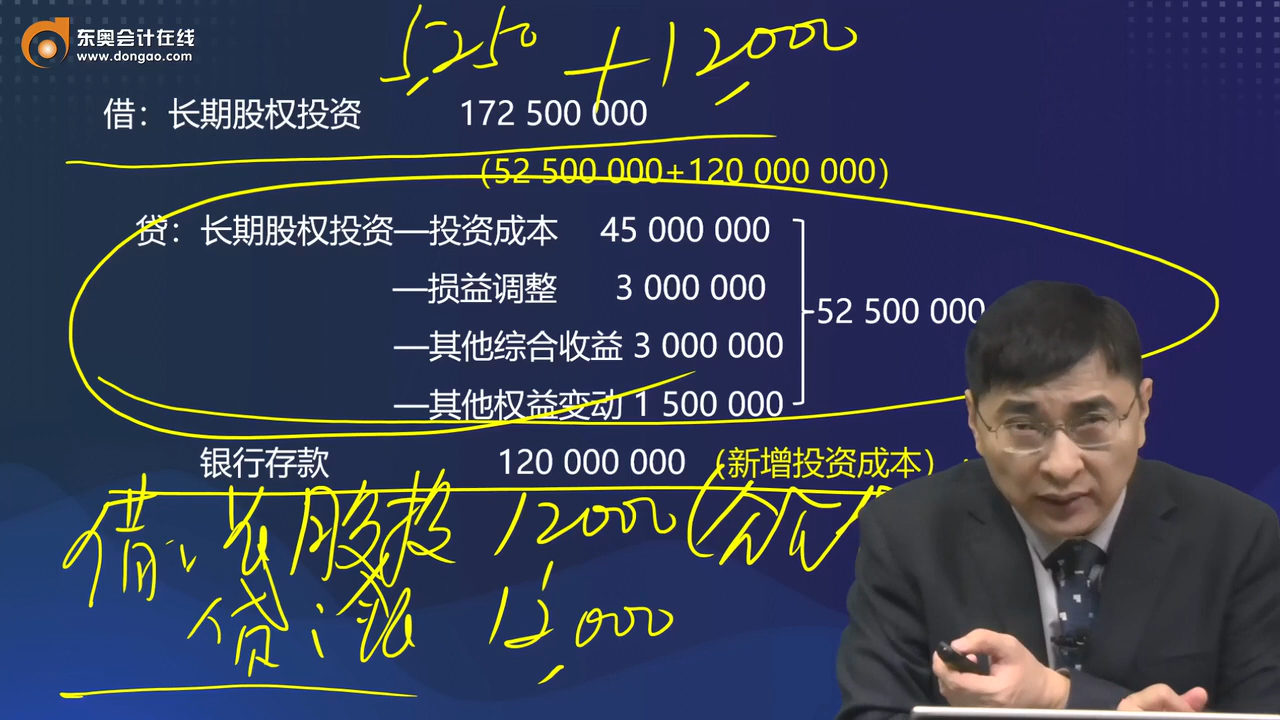 东奥会计在线
www.dongao.com
5250 + 12000
借：长期股权投资 172 500 000
（52 500 000+120 000 000）
贷：长期股权投资—投资成本 45 000 000
—损益调整 3 000 000
—其他综合收益 3 000 000
—其他权益变动 1 500 000
52 500 000
银行存款 120 000 000 （新增投资成本）
借：长股投 12000（公允
贷：银 12000